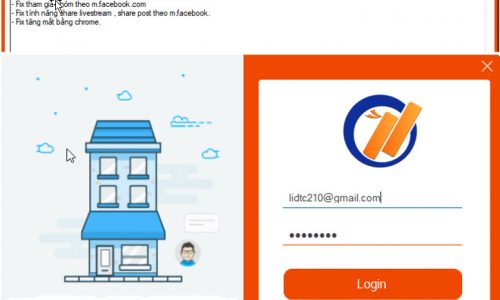 - Fix tham gia nhóm theo m.facebook.com
- Fix tính năng share livestream , share post theo m.facebook.
- Fix tăng mắt bằng chrome.
lidtc210@gmail.com
Login